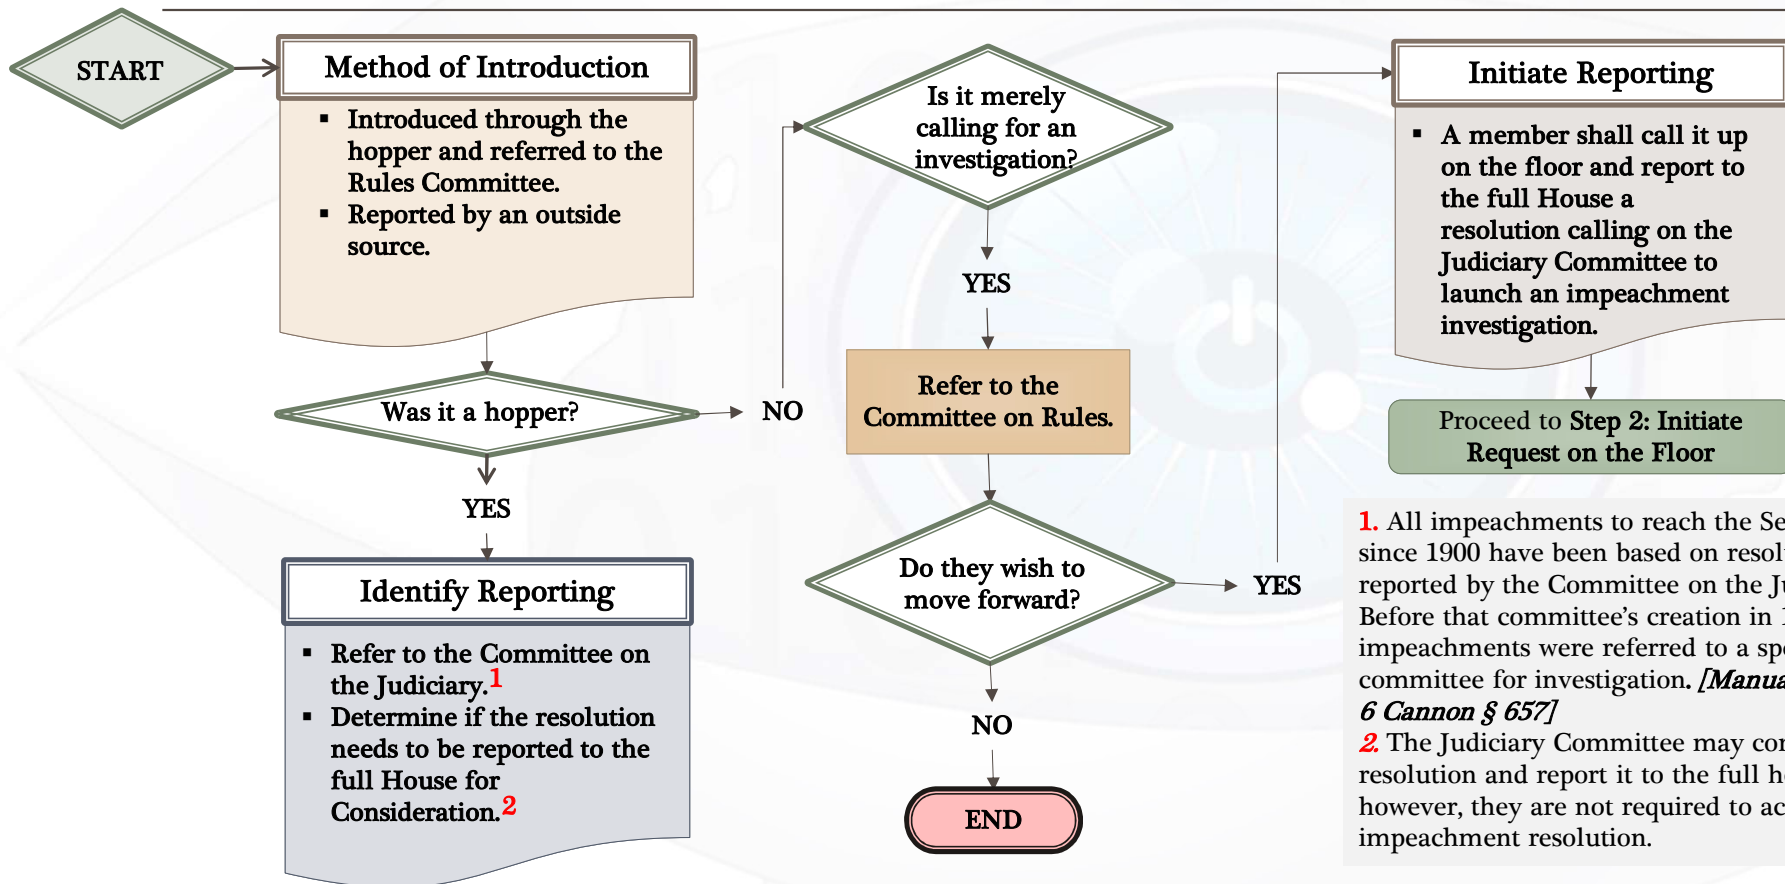 START
Method of Introduction
▪ Introduced through the
hopper and referred to the
Rules Committee.
▪ Reported by an outside
source.
Was it a hopper?
NO
YES
Identify Reporting
▪ Refer to the Committee on
the Judiciary.1
▪ Determine if the resolution
needs to be reported to the
full House for
Consideration.2
Is it merely
calling for an
investigation?
YES
Refer to the
Committee on Rules.
Do they wish to
move forward?
YES
NO
END
Initiate Reporting
▪ A member shall call it up
on the floor and report to
the full House a
resolution calling on the
Judiciary Committee to
launch an impeachment
investigation.
Proceed to Step 2: Initiate
Request on the Floor
1. All impeachments to reach the
since 1900 have been based on
reported by the Committee on the
Before that committee’s creation in
impeachments were referred to a
committee for investigation. [
6 Cannon § 657]
2. The Judiciary Committee may
resolution and report it to the full
however, they are not required to
impeachment resolution.